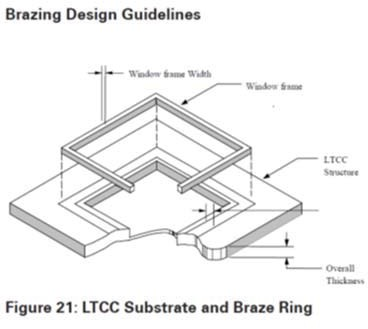 Brazing Design Guidelines
Window frame Width
Window frame
LTCC
Structure
Overall
Thickness
Figure 21: LTCC Substrate and Braze Ring